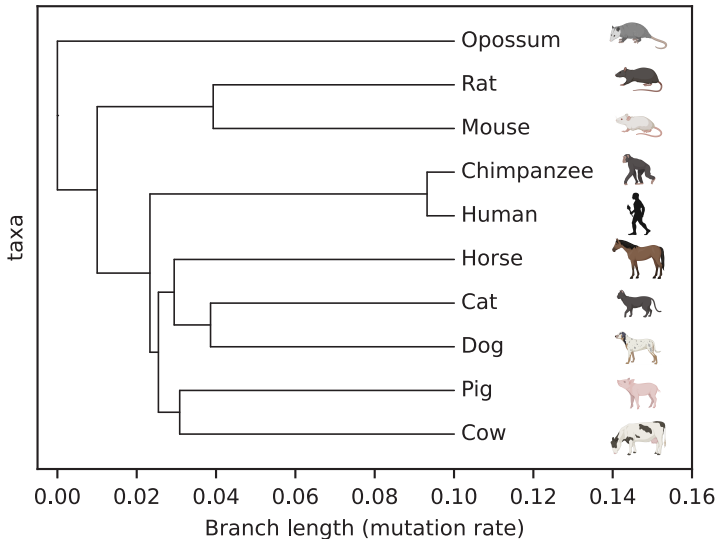 Opossum
Rat
Mouse
Chimpanzee
Human
Horse
Cat
Dog
Pig
Cow
taxa
0.00 0.02 0.04 0.06 0.08 0.10 0.12 0.14 0.16
Branch length (mutation rate)